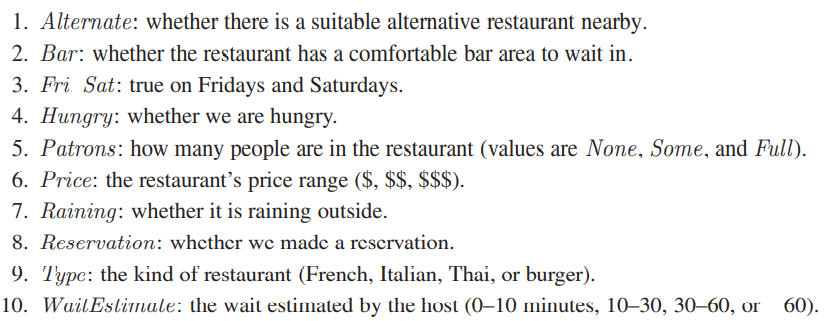 1. Alternate: whether there is a suitable alternative restaurant nearby.
2. Bar: whether the restaurant has a comfortable bar area to wait in.
3. Fri Sat: true on Fridays and Saturdays.
4. Hungry: whether we are hungry.
5. Patrons: how many people are in the restaurant (values are None, Some, and Full).
6. Price: the restaurant's price range ($, $$, $$$).
7. Raining: whether it is raining outside.
8. Reservation: whether we made a reservation.
9. Type: the kind of restaurant (French, Italian, Thai, or burger).
10. WaitEstimate: the wait estimated by the host (0–10 minutes, 10–30, 30–60, or 60).